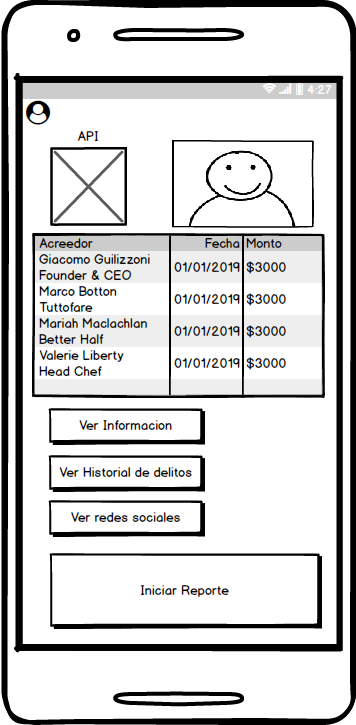 4:27
API
Acreedor Fecha Monto
Giacomo Guilizzoni
Founder & CEO 01/01/2019 $3000
Marco Botton
Tuttofare 01/01/2019 $3000
Mariah Maclachlan
Better Half 01/01/2019 $3000
Valerie Liberty
Head Chef 01/01/2019 $3000
Ver Informacion
Ver Historial de delitos
Ver redes sociales
Iniciar Reporte